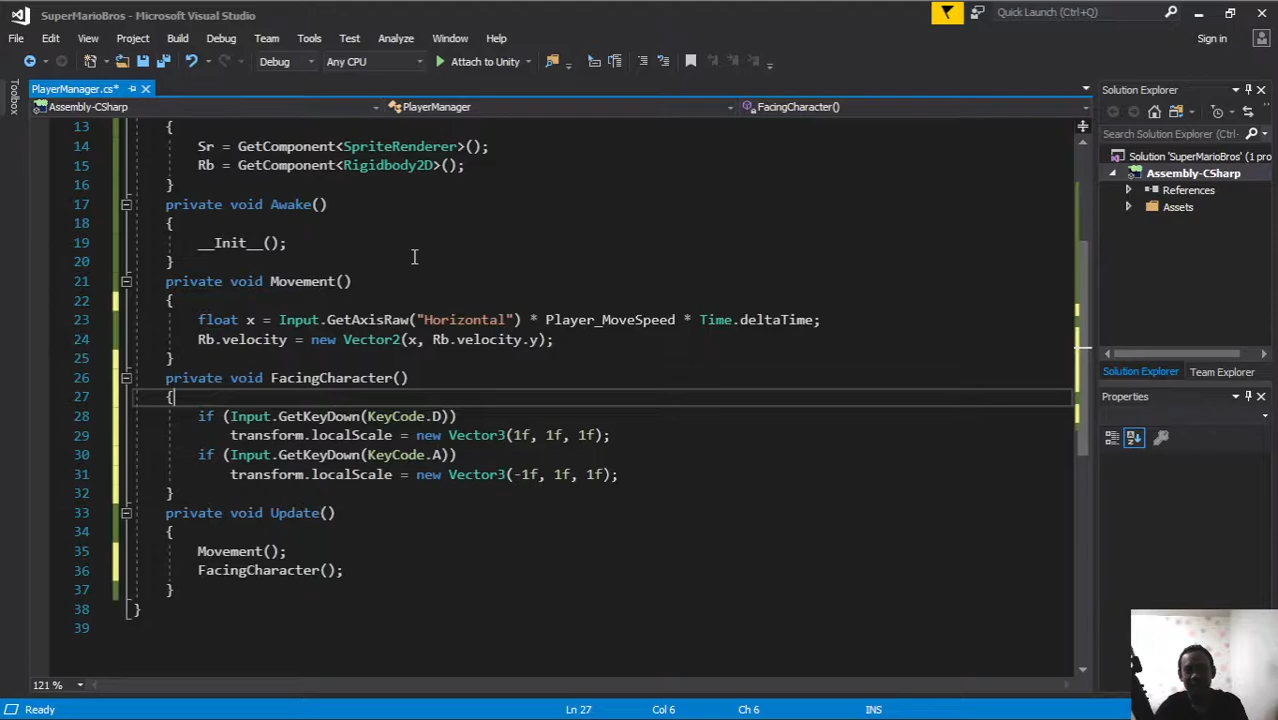 SuperMarioBros - Microsoft Visual Studio
Quick Launch (Ctrl+Q)
File Edit View Project Build Debug Team Tools Test Analyze Window Help
Sign in
Debug Any CPU Attach to Unity
Toolbox
PlayerManager.cs*
Assembly-CSharp PlayerManager FacingCharacter()
13 {
14 Sr = GetComponent<SpriteRenderer>();
15 Rb = GetComponent<Rigidbody2D>();
16 }
17 private void Awake()
18 {
19 __Init__();
20 }
21 private void Movement()
22 {
23 float x = Input.GetAxisRaw("Horizontal") * Player_MoveSpeed * Time.deltaTime;
24 Rb.velocity = new Vector2(x, Rb.velocity.y);
25 }
26 private void FacingCharacter()
27 {
28 if (Input.GetKeyDown(KeyCode.D))
29 transform.localScale = new Vector3(1f, 1f, 1f);
30 if (Input.GetKeyDown(KeyCode.A))
31 transform.localScale = new Vector3(-1f, 1f, 1f);
32 }
33 private void Update()
34 {
35 Movement();
36 FacingCharacter();
37 }
38 }
39
121 %
Solution Explorer
Search Solution Explorer (Ctrl+
Solution 'SuperMarioBros' (1 pro
Assembly-CSharp
References
Assets
Solution Explorer Team Explorer
Properties
Ready Ln 27 Col 6 Ch 6 INS